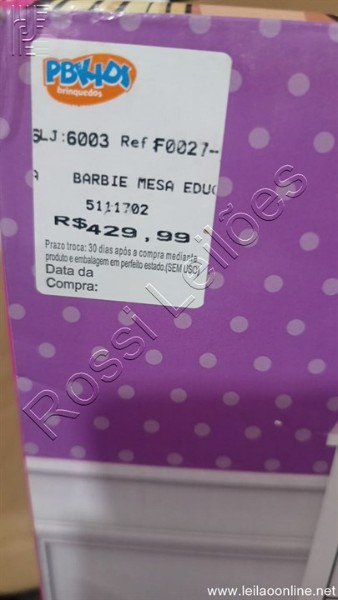 PBKIDS
brinquedos
SLJ:6003 Ref F0027-
A BARBIE MESA EDUC
5111702
R$429,99
Prazo troca: 30 dias após a compra mediante
produto e embalagem em perfeito estado.(SEM USO)
Data da
Compra:
Rossi Leilões
www.leilaoonline.net